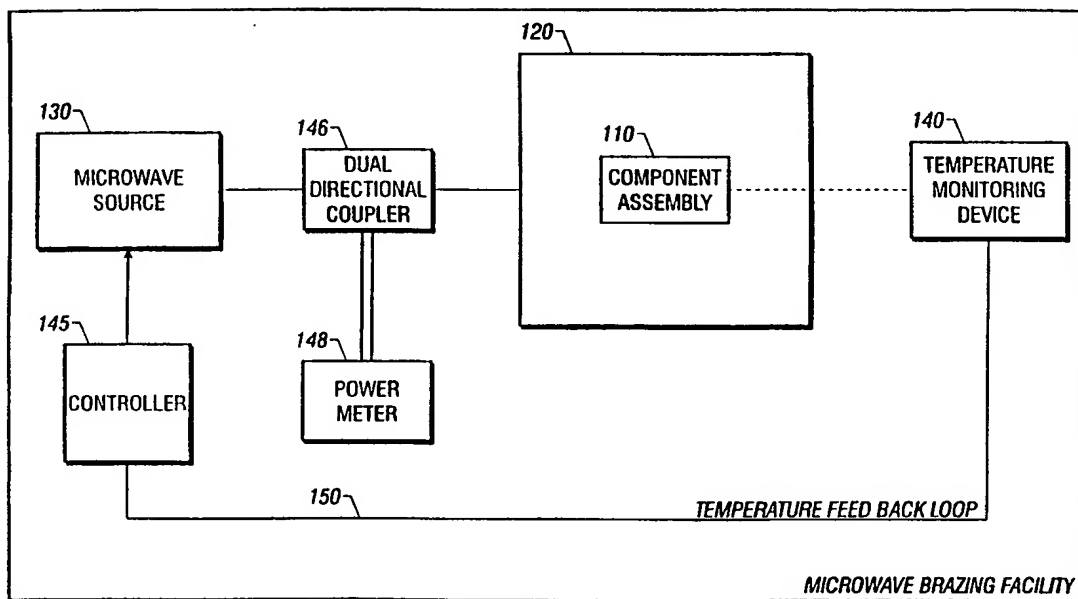 120
130
146
140
110
MICROWAVE
SOURCE
DUAL
DIRECTIONAL
COUPLER
COMPONENT
ASSEMBLY
TEMPERATURE
MONITORING
DEVICE
145
148
CONTROLLER
POWER
METER
150
TEMPERATURE FEED BACK LOOP
MICROWAVE BRAZING FACILITY